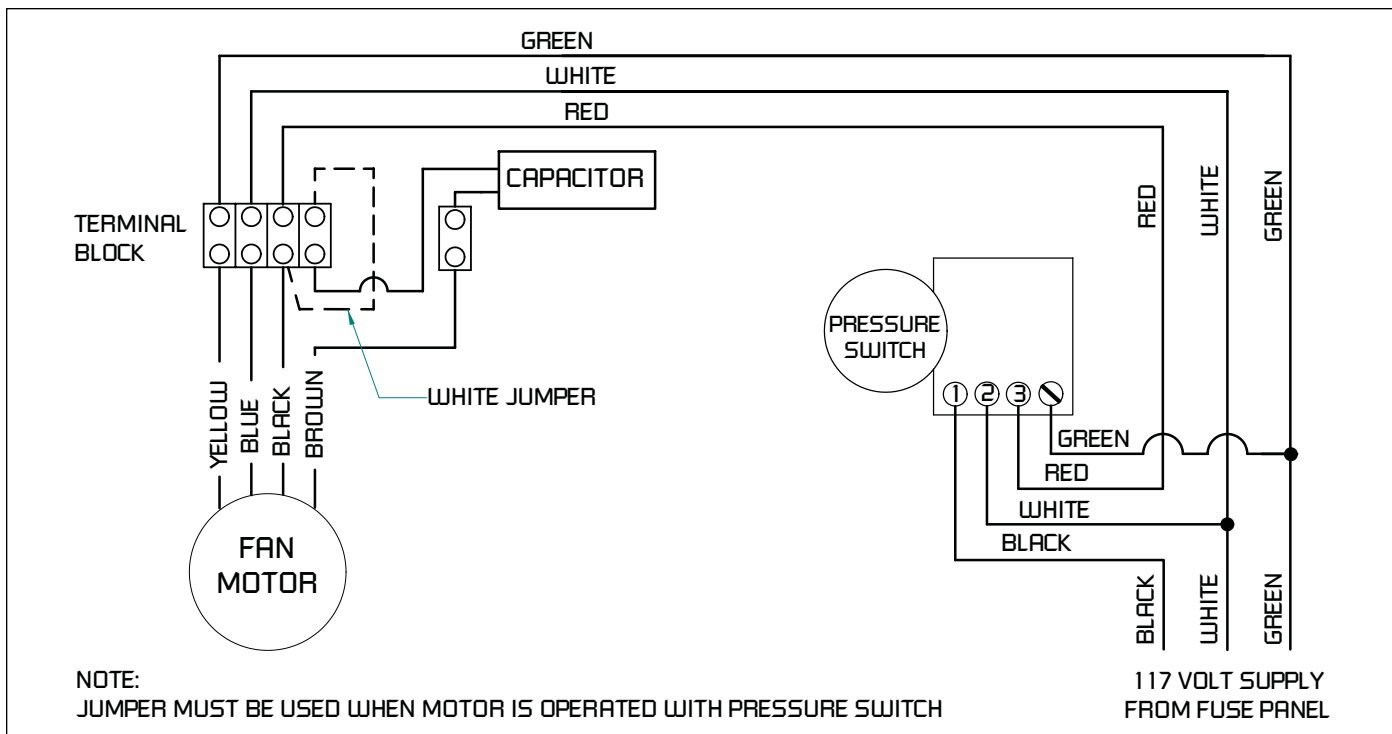 GREEN
WHITE
RED
CAPACITOR
TERMINAL
BLOCK
RED
WHITE
GREEN
PRESSURE
SWITCH
1 2 3
YELLOW
BLUE
BLACK
BROWN
WHITE JUMPER
GREEN
RED
WHITE
BLACK
FAN
MOTOR
BLACK
WHITE
GREEN
NOTE:
JUMPER MUST BE USED WHEN MOTOR IS OPERATED WITH PRESSURE SWITCH
117 VOLT SUPPLY
FROM FUSE PANEL